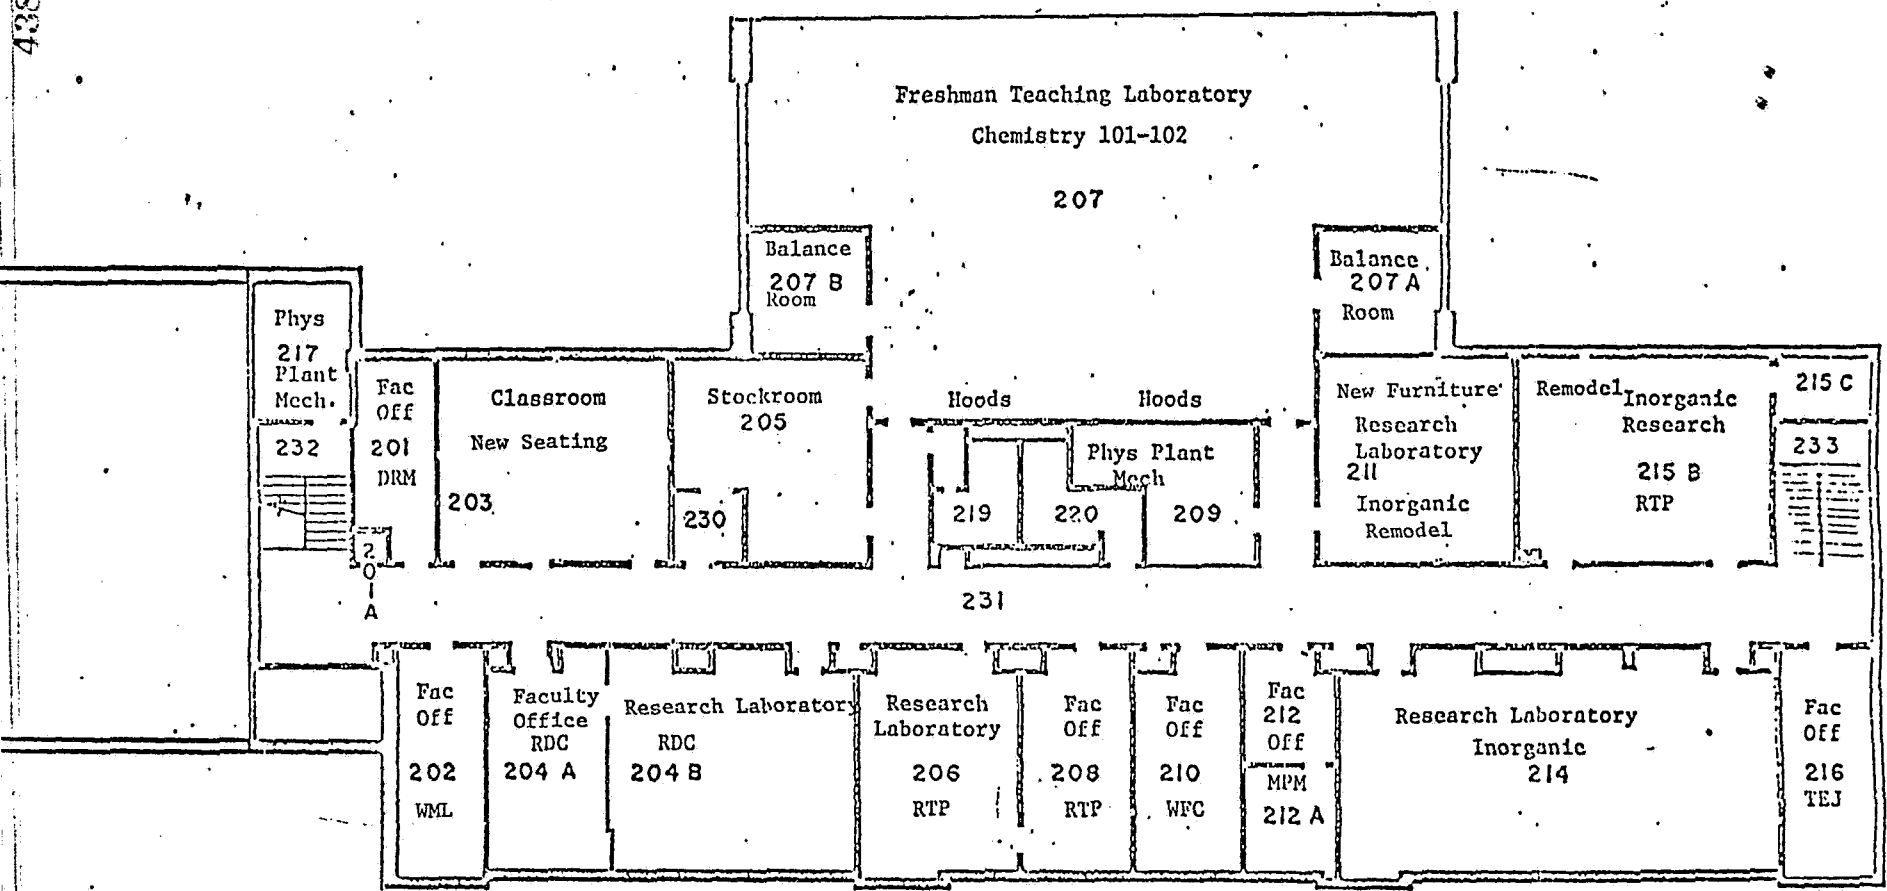 438
Freshman Teaching Laboratory
Chemistry 101-102
207
Balance
207 B
Room
Balance
207 A
Room
Phys
217
Plant
Mech.
232
Fac
Off
201
DRM
2
0
1
A
Classroom
New Seating
203
Stockroom
205
230
Hoods
Hoods
Phys Plant
Mech
219
220
209
New Furniture
Research
Laboratory
211
Inorganic
Remodel
Remodel
Inorganic
Research
215 B
RTP
215 C
233
231
Fac
Off
202
WML
Faculty
Office
RDC
204 A
Research Laboratory
RDC
204 B
Research
Laboratory
206
RTP
Fac
Off
208
RTP
Fac
Off
210
WFC
Fac
212
Off
MPM
212 A
Research Laboratory
Inorganic
214
Fac
Off
216
TEJ